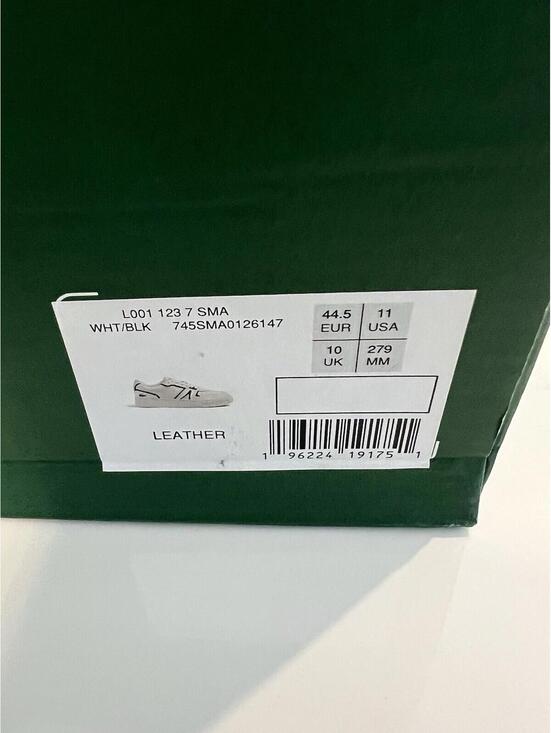 L001 123 7 SMA
WHT/BLK 745SMA0126147
44.5 11
EUR USA
10 279
UK MM
LEATHER
1 96224 19175 1